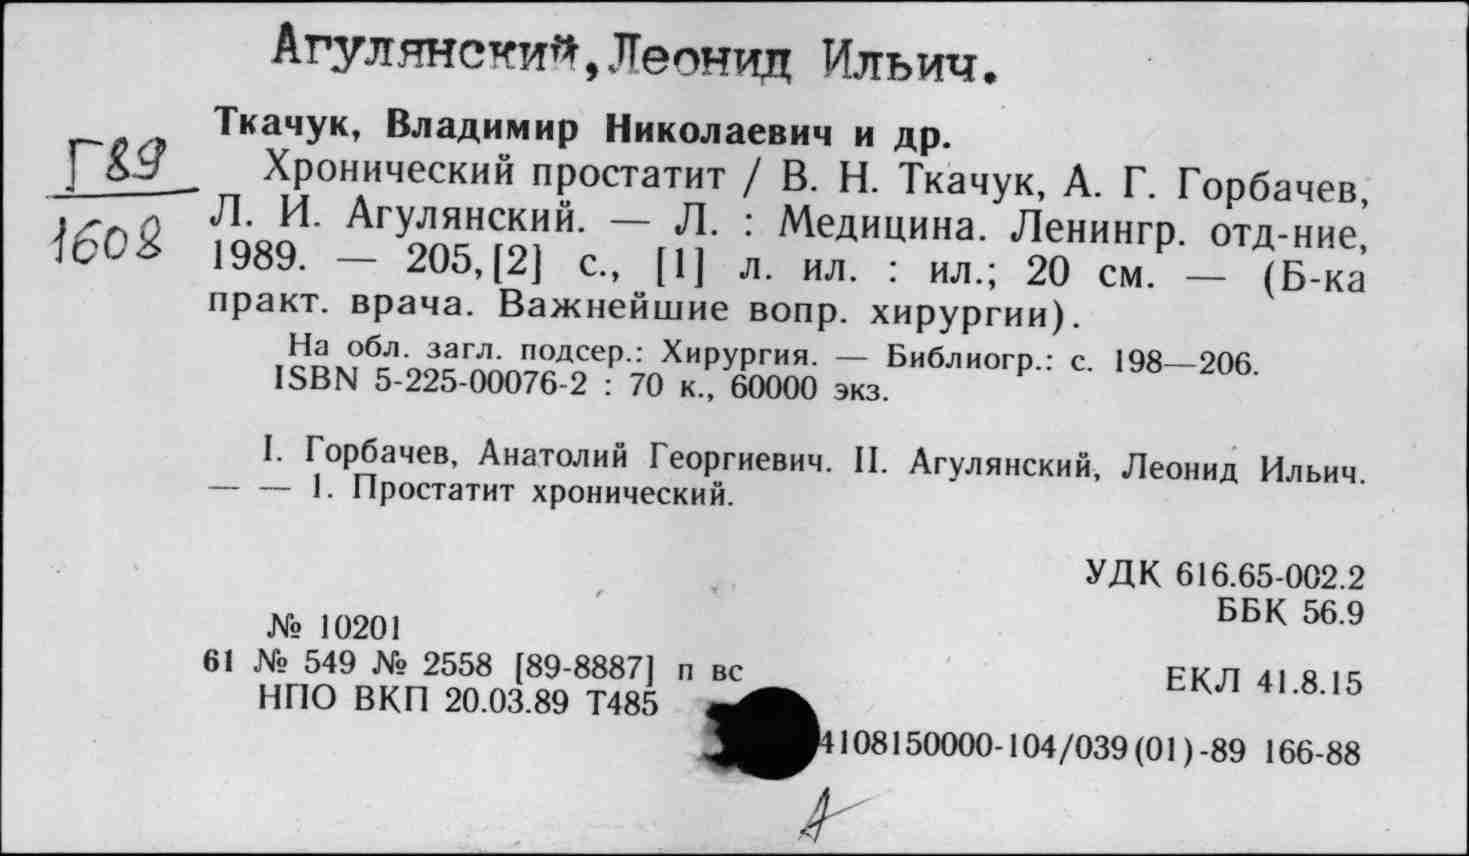 Агулянский, Леонид Ильич.
Ткачук, Владимир Николаевич и др.
Г89
1608
Хронический простатит / В. Н. Ткачук, А. Г. Горбачев,
Л. И. Агулянский. — Л. : Медицина. Ленингр. отд-ние,
1989. — 205,[2] с., [1] л. ил. : ил.; 20 см. — (Б-ка
практ. врача. Важнейшие вопр. хирургии).
На обл. загл. подсер.: Хирургия. — Библиогр.: с. 198—206.
ISBN 5-225-00076-2 : 70 к., 60000 экз.
I. Горбачев, Анатолий Георгиевич. II. Агулянский, Леонид Ильич.
— — 1. Простатит хронический.
УДК 616.65-002.2
ББК 56.9
№ 10201
61 № 549 № 2558 [89-8887] п вс
НПО ВКП 20.03.89 Т485
ЕКЛ 41.8.15
4108150000-104/039(01)-89 166-88